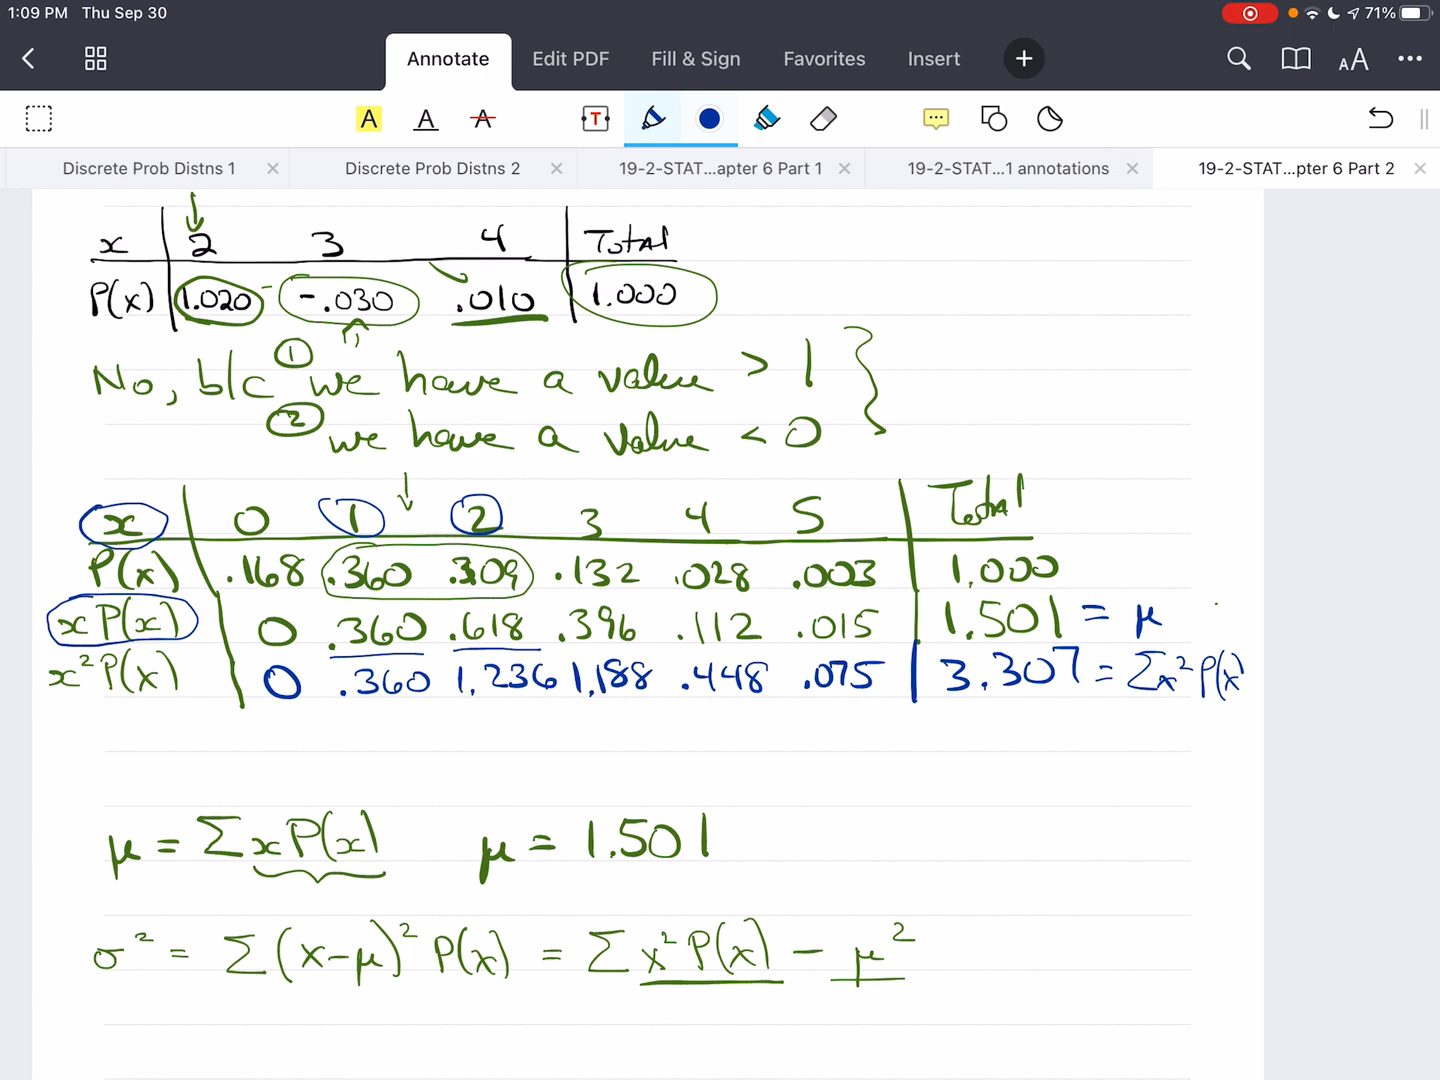 1:09 PM Thu Sep 30 71%
Annotate Edit PDF Fill & Sign Favorites Insert + AA
A A A T
Discrete Prob Distns 1 × Discrete Prob Distns 2 × 19-2-STAT...apter 6 Part 1 × 19-2-STAT...1 annotations × 19-2-STAT...pter 6 Part 2 ×
x 2 3 4 Total
P(x) 1.020 -.030 .010 1.000
No, b/c ① we have a value > 1
② we have a value < 0
x 0 1 2 3 4 5 Total
P(x) .168 .360 .309 .132 .028 .003 1.000
xP(x) 0 .360 .618 .396 .112 .015 1.501 = μ
x²P(x) 0 .360 1.236 1.188 .448 .075 3.307 = Σx²P(x)
μ = ΣxP(x) μ = 1.501
σ² = Σ(x-μ)² P(x) = Σx²P(x) - μ²